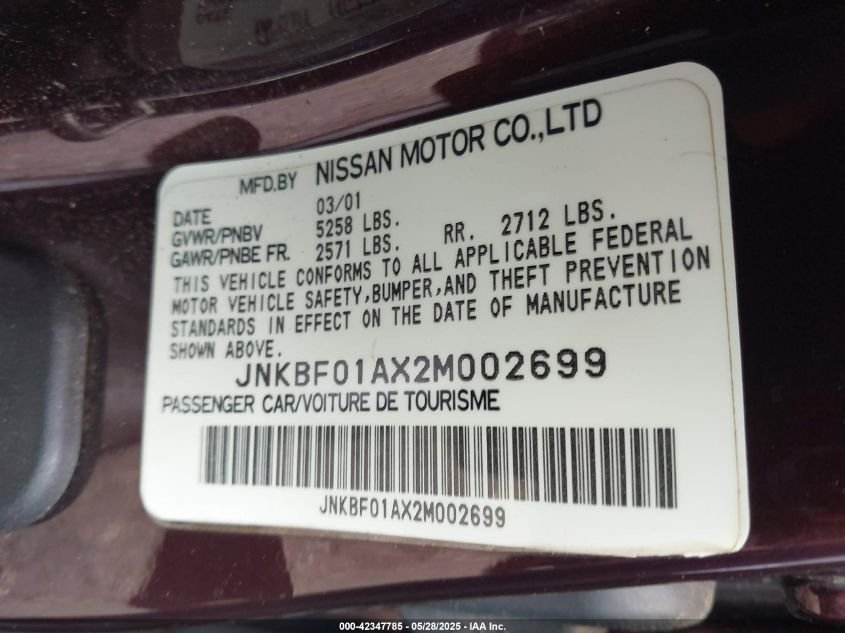 MFD.BY NISSAN MOTOR CO.,LTD
DATE 03/01
GVWR/PNBV 5258 LBS.
GAWR/PNBE FR. 2571 LBS. RR. 2712 LBS.
THIS VEHICLE CONFORMS TO ALL APPLICABLE FEDERAL
MOTOR VEHICLE SAFETY,BUMPER,AND THEFT PREVENTION
STANDARDS IN EFFECT ON THE DATE OF MANUFACTURE
SHOWN ABOVE.
JNKBF01AX2M002699
PASSENGER CAR/VOITURE DE TOURISME
JNKBF01AX2M002699
000-42347785 - 05/28/2025 - IAA Inc.